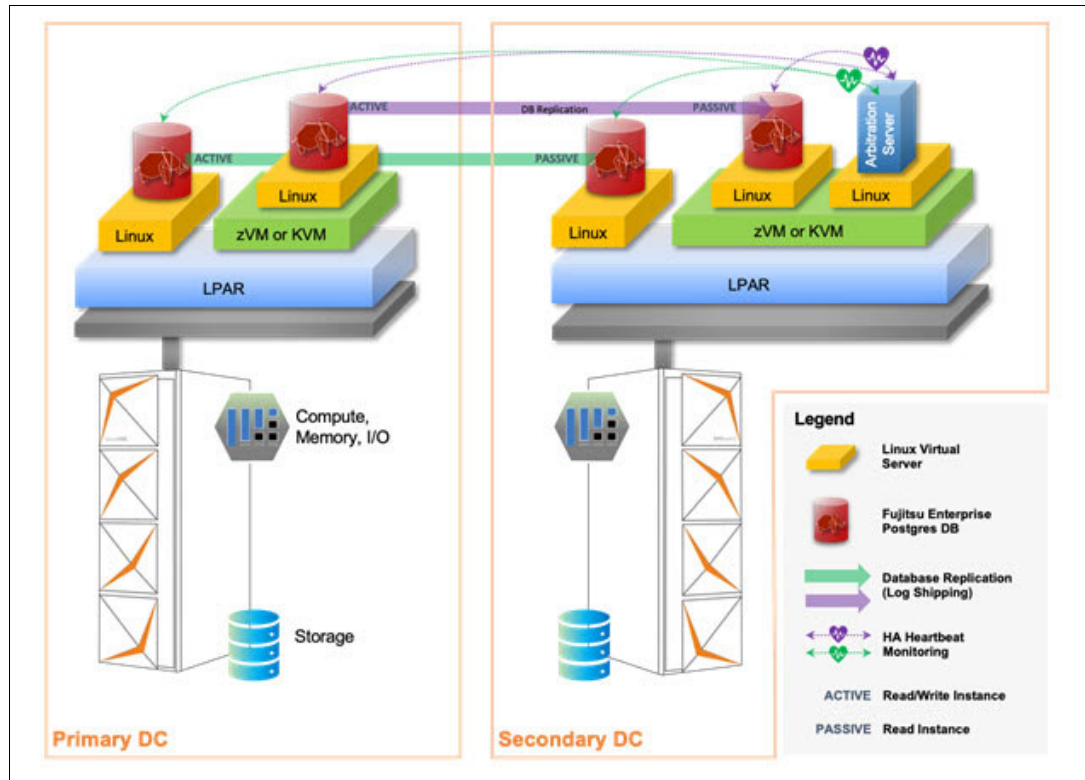 ACTIVE
DB Replication
PASSIVE
Arbitration
Server
ACTIVE
PASSIVE
Linux
Linux
zVM or KVM
LPAR
Linux
Linux
Linux
zVM or KVM
LPAR
Compute,
Memory, I/O
Storage
Primary DC
Secondary DC
Legend
Linux Virtual
Server
Fujitsu Enterprise
Postgres DB
Database Replication
(Log Shipping)
HA Heartbeat
Monitoring
ACTIVE Read/Write Instance
PASSIVE Read Instance